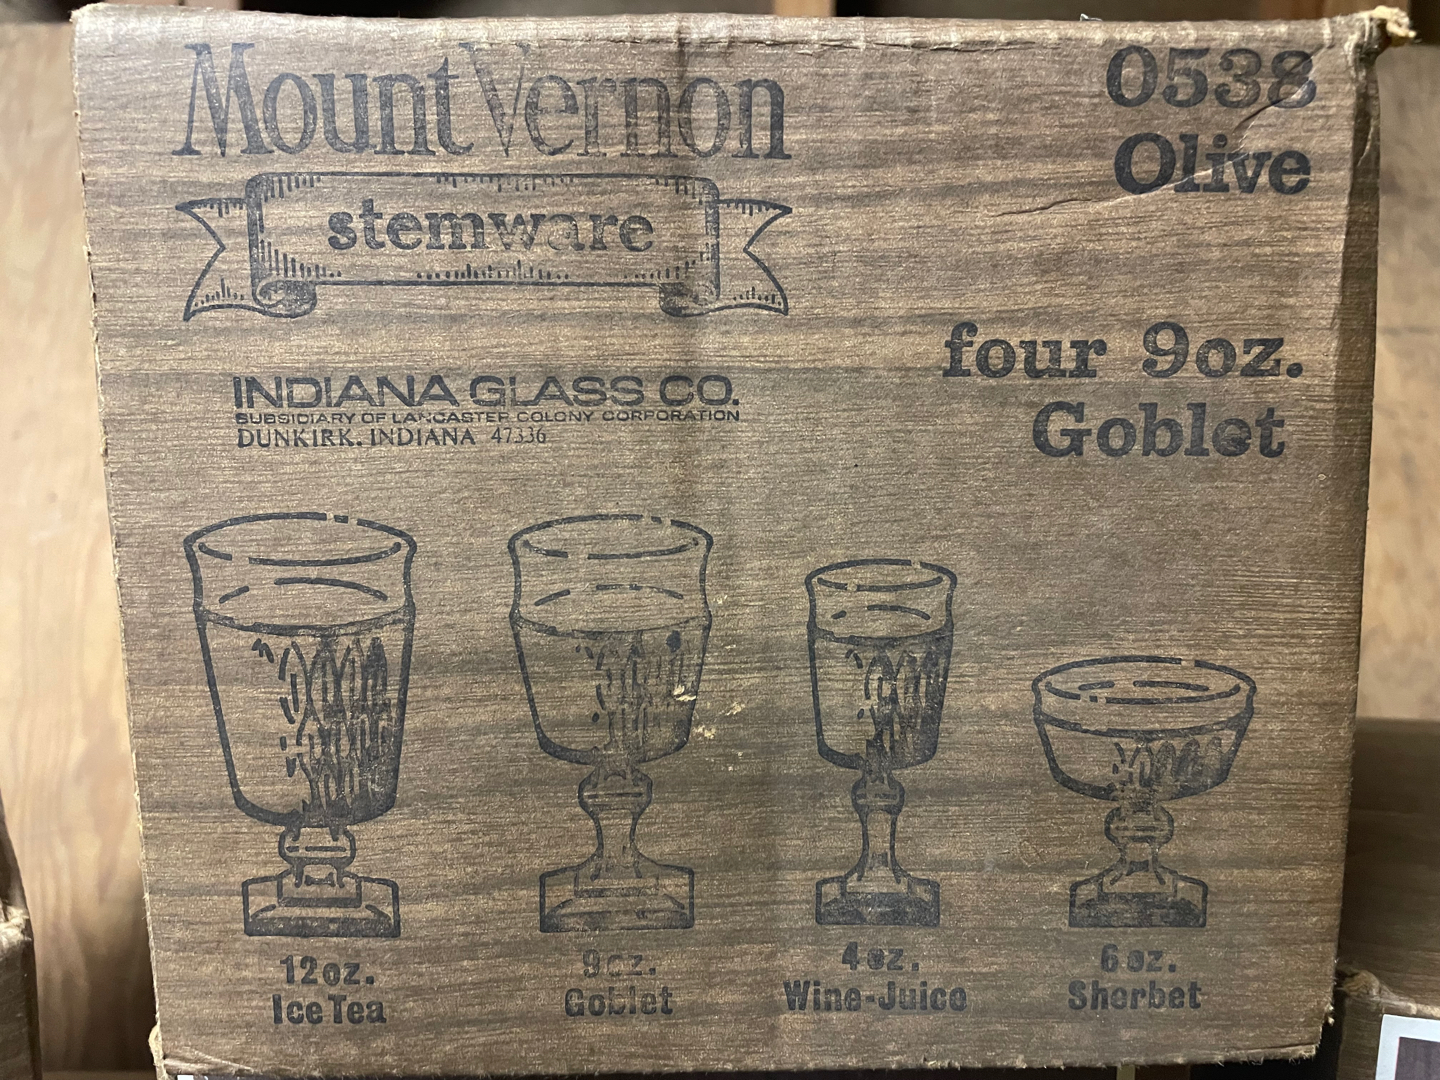 Mount Vernon
stemware
0538
Olive
INDIANA GLASS CO.
SUBSIDIARY OF LANCASTER COLONY CORPORATION
DUNKIRK, INDIANA 47336
four 9oz.
Goblet
12oz.
Ice Tea
9oz.
Goblet
4oz.
Wine-Juice
6oz.
Sherbet